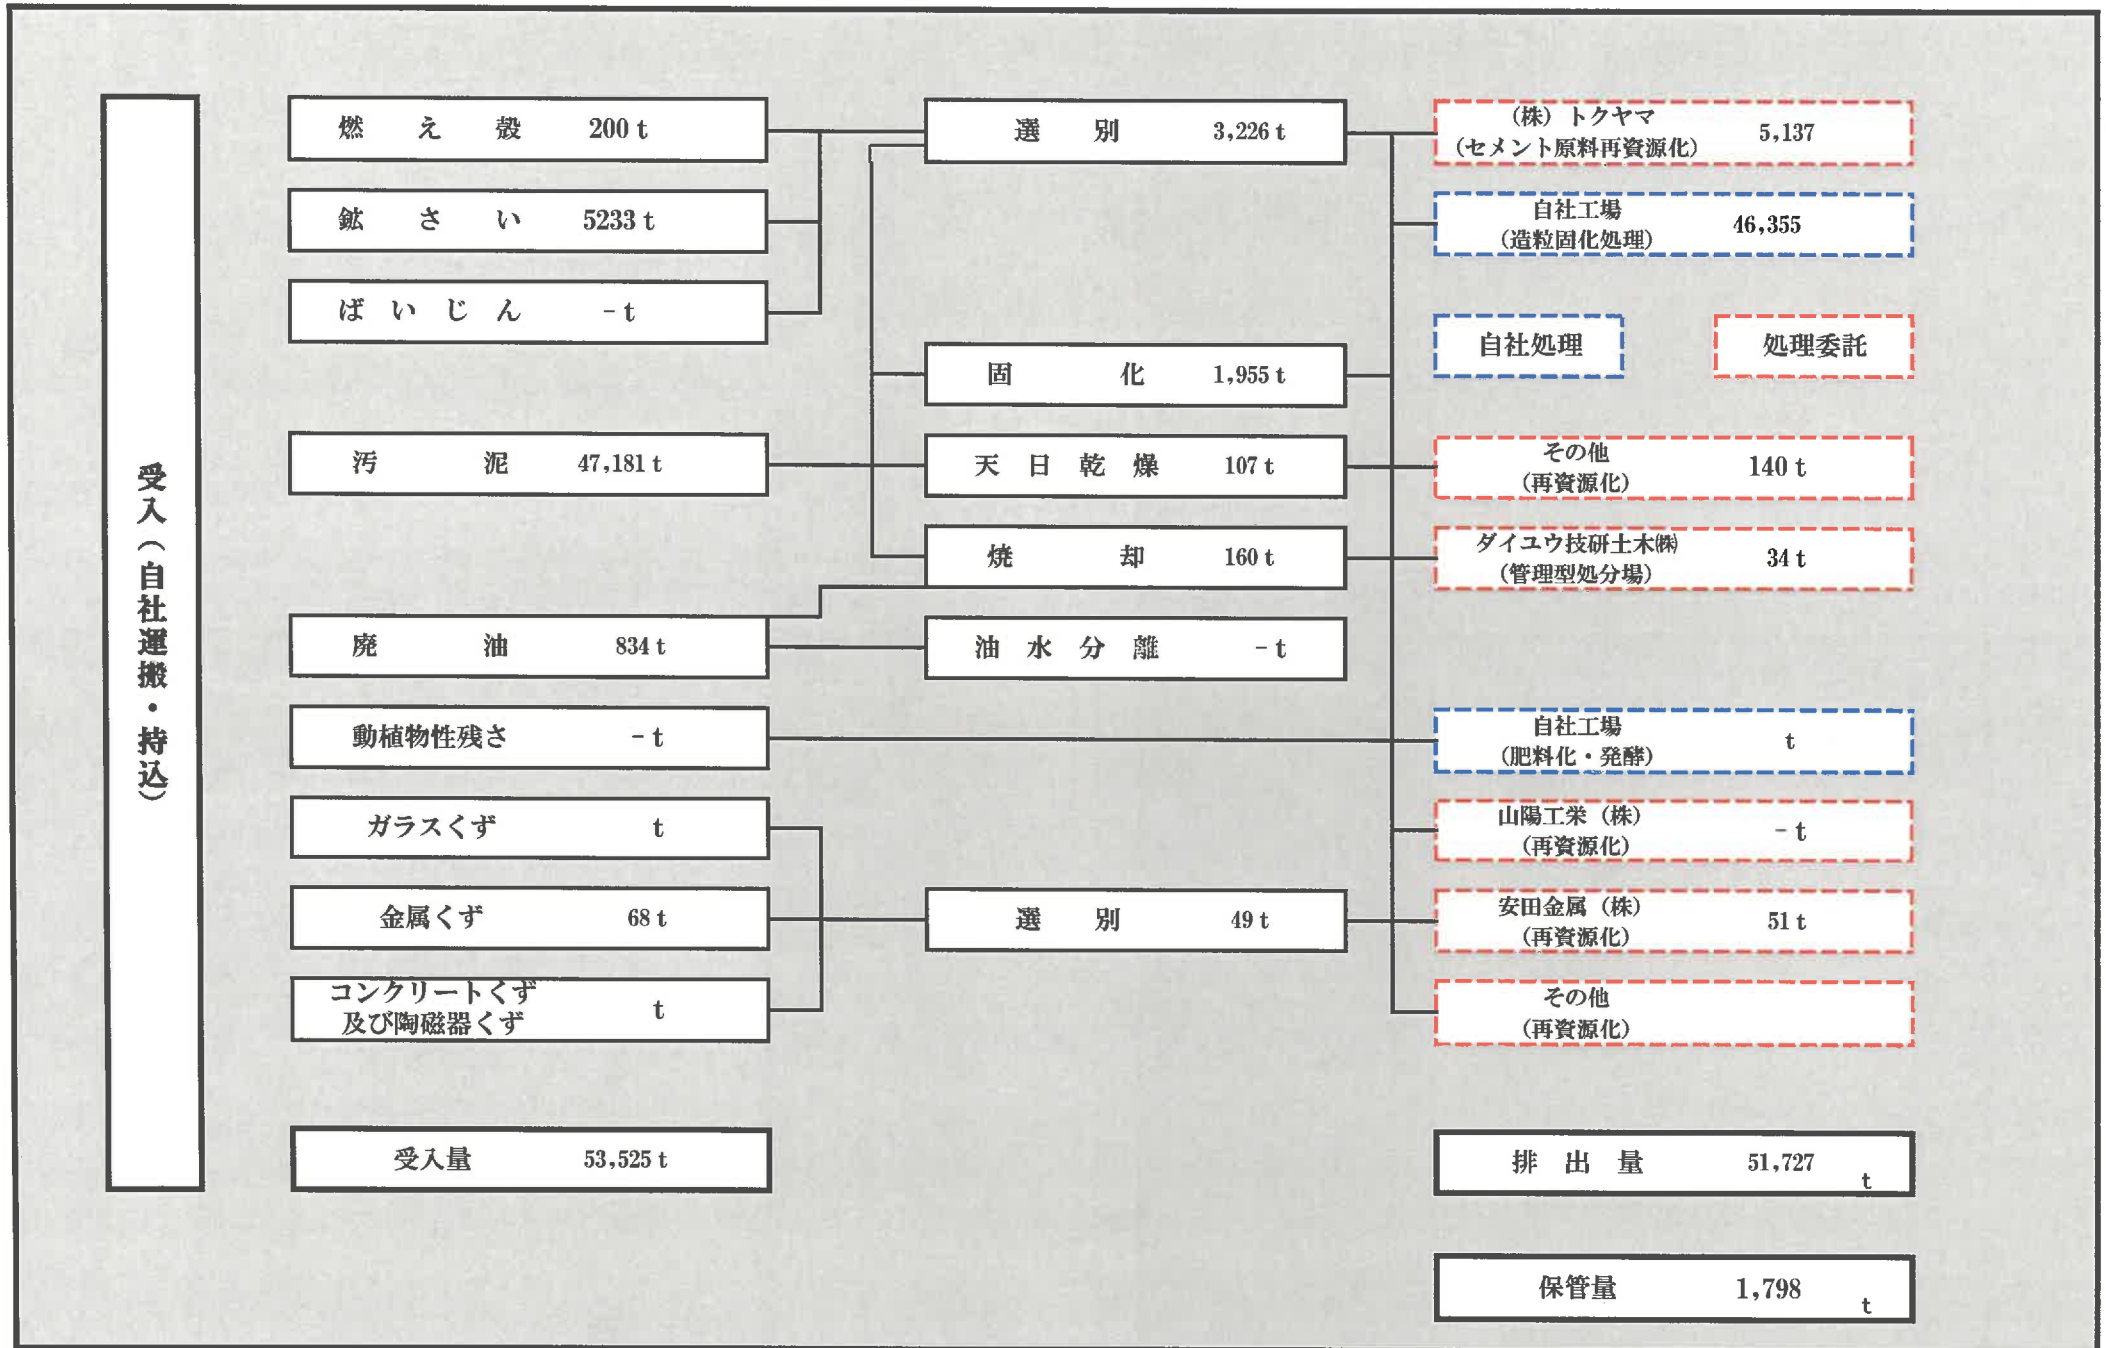 受入（自社運搬・持込）
燃え殻 200 t
鉱さい 5233 t
ばいじん - t
汚泥 47,181 t
廃油 834 t
動植物性残さ - t
ガラスくず t
金属くず 68 t
コンクリートくず
及び陶磁器くず t
受入量 53,525 t
選別 3,226 t
固化 1,955 t
天日乾燥 107 t
焼却 160 t
油水分離 - t
選別 49 t
（株）トクヤマ
（セメント原料再資源化） 5,137
自社工場
（造粒固化処理） 46,355
自社処理
処理委託
その他
（再資源化） 140 t
ダイユウ技研土木㈱
（管理型処分場） 34 t
自社工場
（肥料化・発酵） t
山陽工栄（株）
（再資源化） - t
安田金属（株）
（再資源化） 51 t
その他
（再資源化）
排出量 51,727 t
保管量 1,798 t